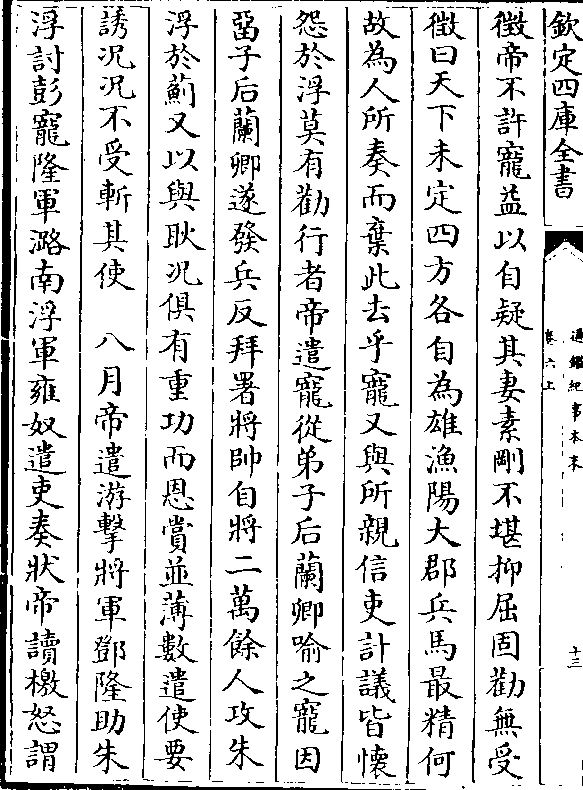 欽定四庫全書
通鑑紀事本末
卷六上
十三
徵帝不許寵益以自疑其妻素剛不堪抑屈固勸無受
徵曰天下未定四方各自為雄漁陽大郡兵馬最精何
故為人所奏而棄此去乎寵又與所親信吏計議皆懷
怨於浮莫有勸行者帝遣寵從弟子后蘭卿喻之寵因
留子后蘭卿遂發兵反拜署將帥自將二萬餘人攻朱
浮於薊又以與耿況俱有重功而恩賞並薄數遣使要
誘況況不受斬其使　八月帝遣游擊將軍鄧隆助朱
浮討彭寵隆軍潞南浮軍雍奴遣吏奏狀帝讀檄怒謂